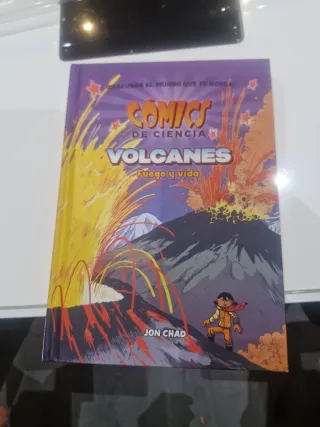 DESCUBRE EL MUNDO QUE TE RODEA
CÓMICS
DE CIENCIA
VOLCANES
Fuego y vida
JON CHAD